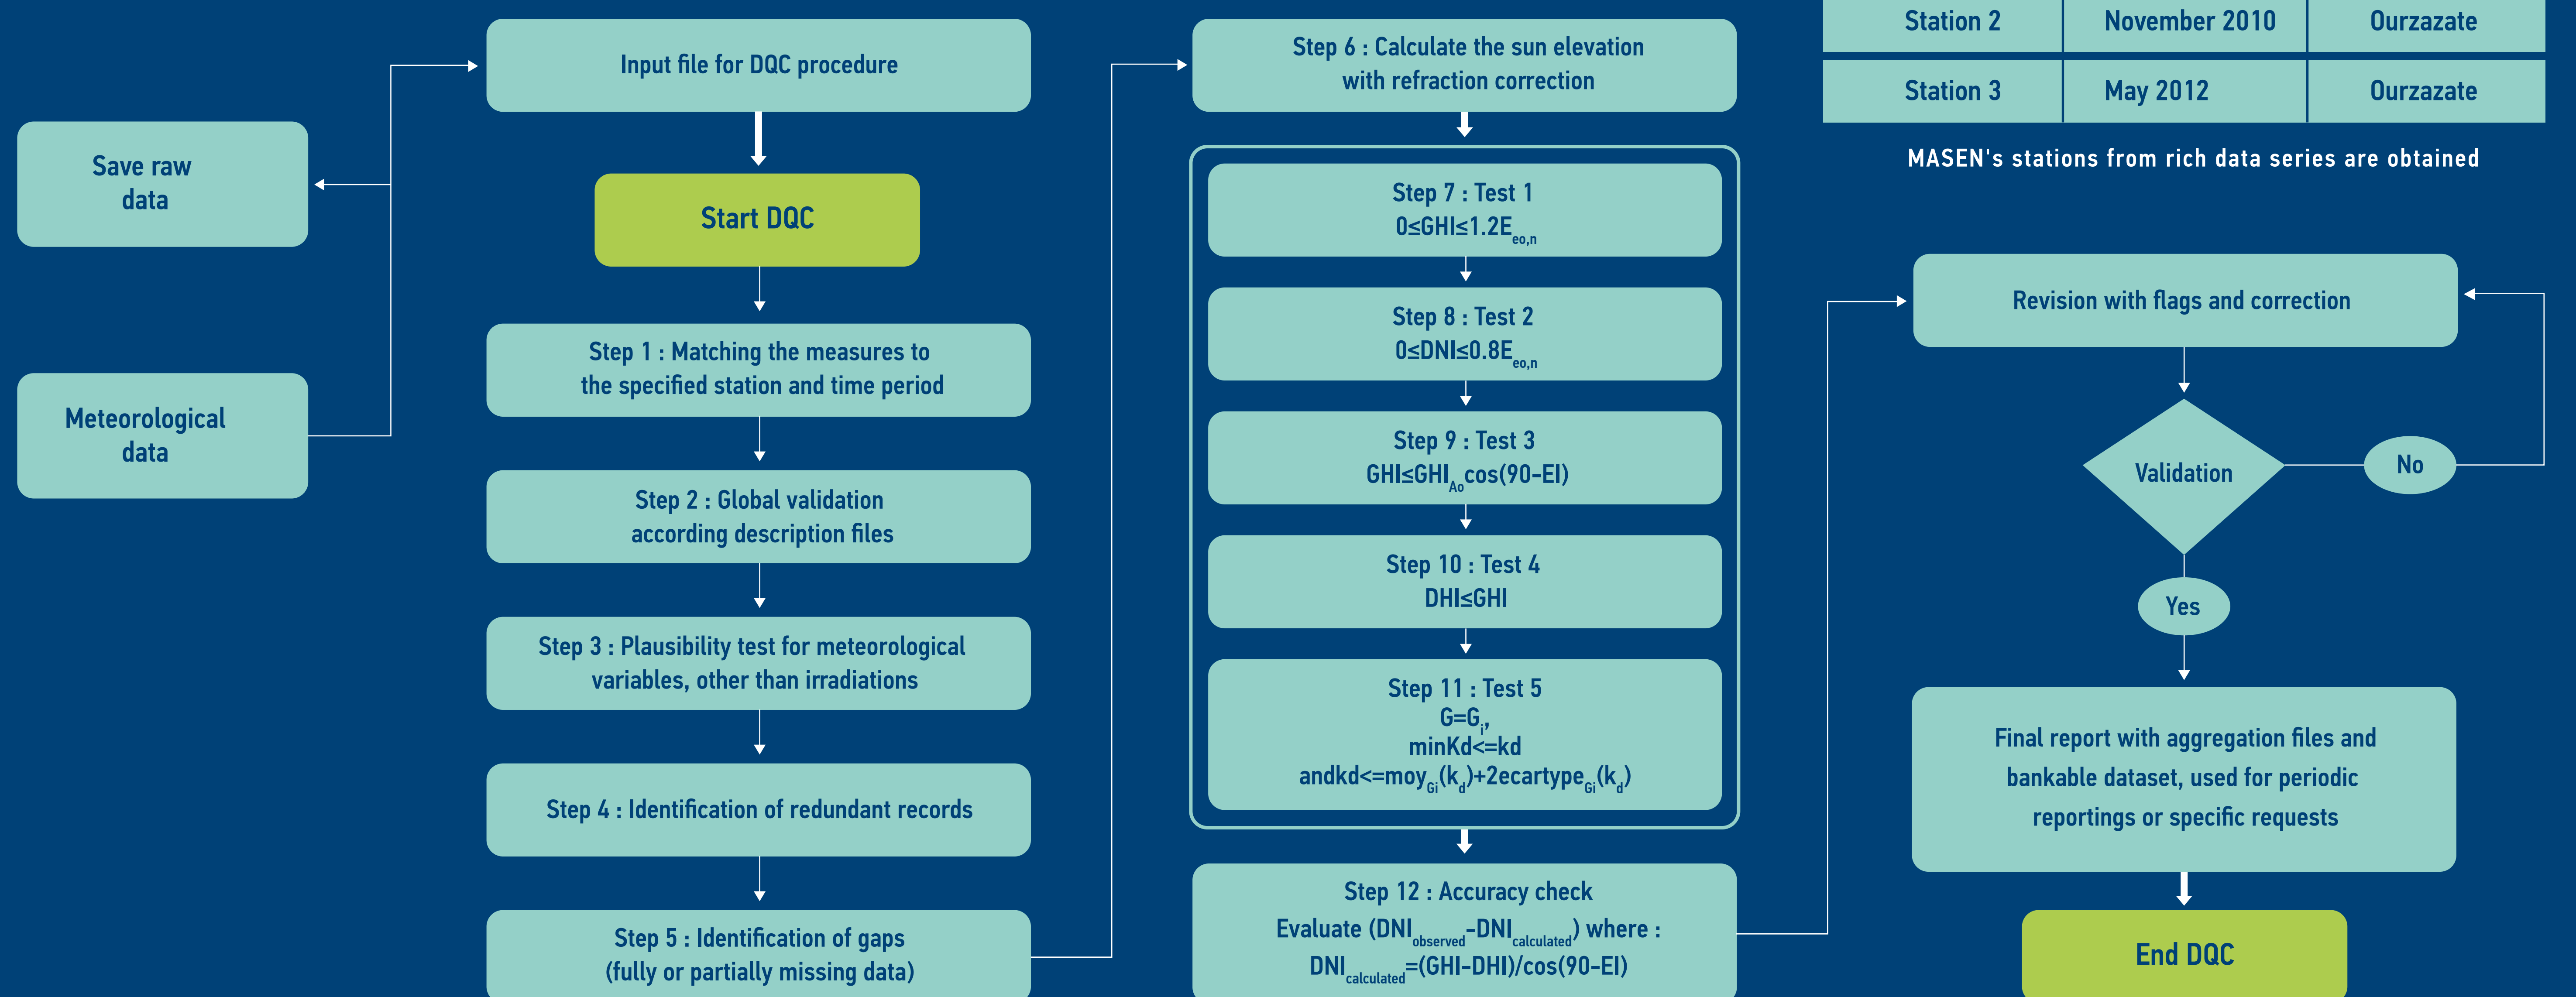 Save raw
data
Meteorological
data
Input file for DQC procedure
Start DQC
Step 1 : Matching the measures to
the specified station and time period
Step 2 : Global validation
according description files
Step 3 : Plausibility test for meteorological
variables, other than irradiations
Step 4 : Identification of redundant records
Step 5 : Identification of gaps
(fully or partially missing data)
Step 6 : Calculate the sun elevation
with refraction correction
Step 7 : Test 1
0≤GHI≤1.2Eeo,n
Step 8 : Test 2
0≤DNI≤0.8Eeo,n
Step 9 : Test 3
GHI≤GHIAocos(90-EI)
Step 10 : Test 4
DHI≤GHI
Step 11 : Test 5
G=Gi,
minKd<=kd
andkd<=moyGi(kd)+2ecartypeGi(kd)
Step 12 : Accuracy check
Evaluate (DNIobserved-DNIcalculated) where :
DNIcalculated=(GHI-DHI)/cos(90-EI)
Station 2 November 2010 Ourzazate
Station 3 May 2012 Ourzazate
MASEN's stations from rich data series are obtained
Revision with flags and correction
Validation
No
Yes
Final report with aggregation files and
bankable dataset, used for periodic
reportings or specific requests
End DQC